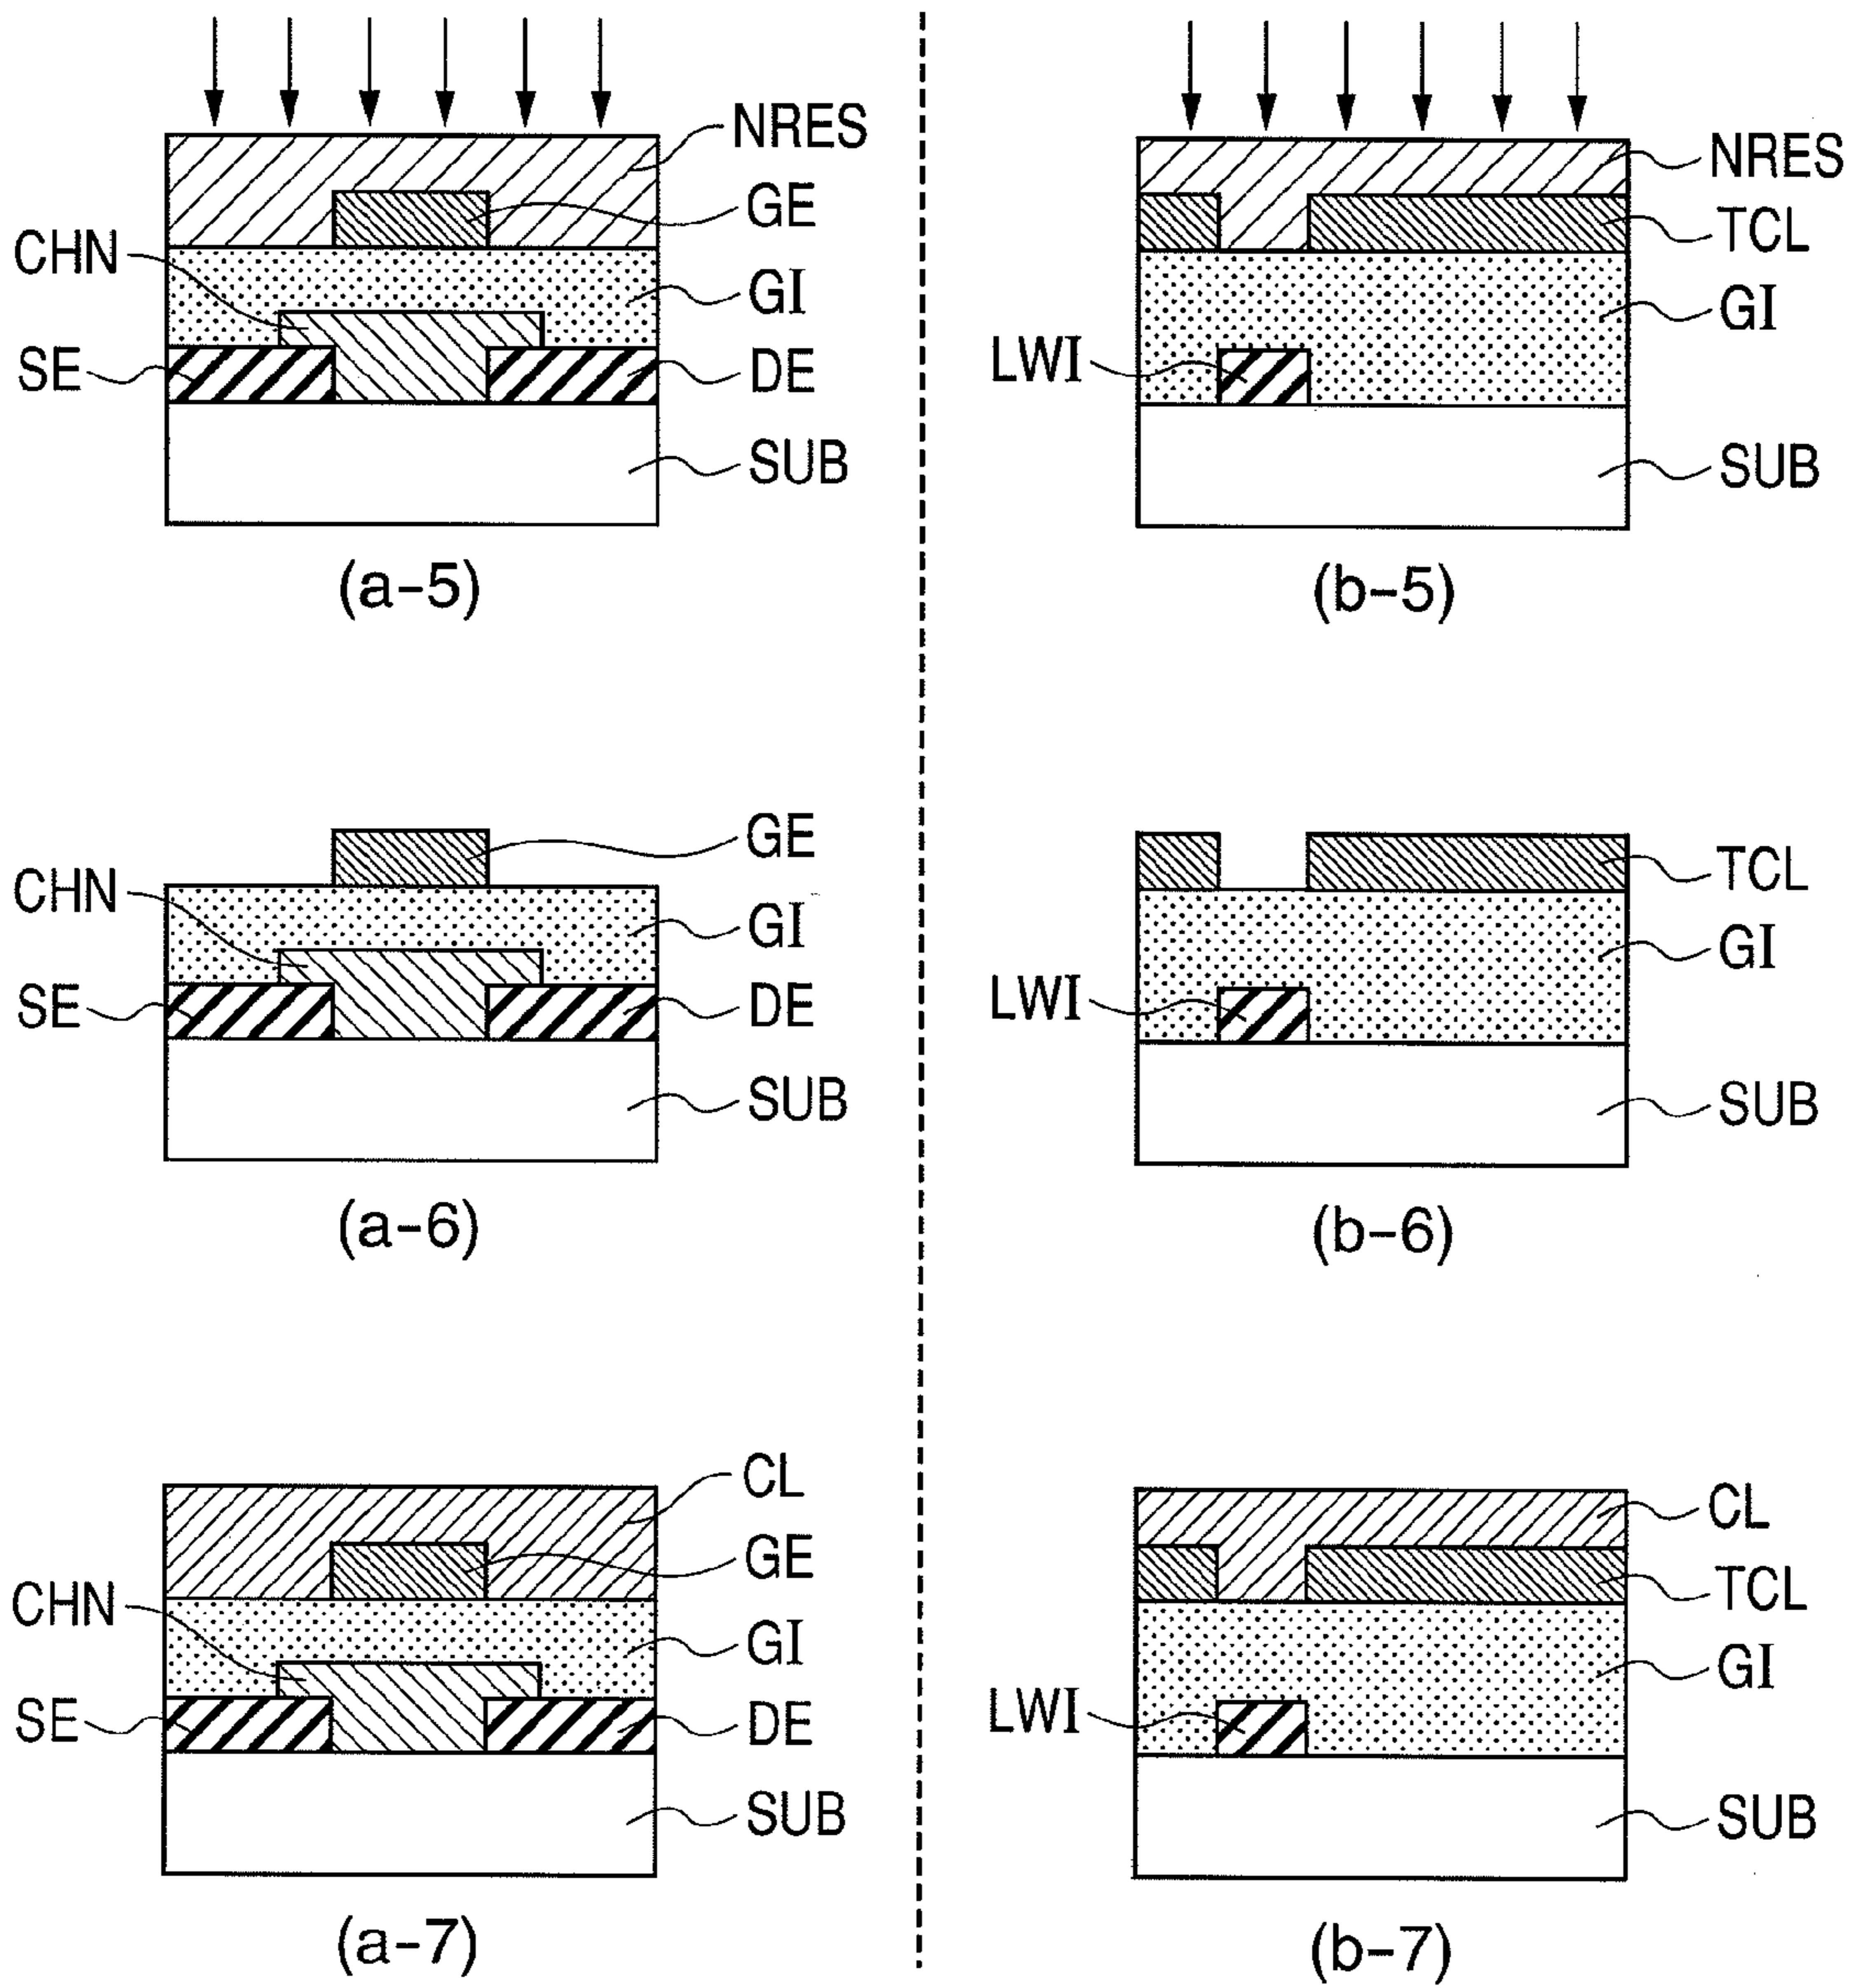 NRES
GE
CHN
GI
SE
DE
SUB
(a-5)
NRES
TCL
GI
LWI
SUB
(b-5)
GE
CHN
GI
SE
DE
SUB
(a-6)
TCL
GI
LWI
SUB
(b-6)
CL
GE
CHN
GI
SE
DE
SUB
(a-7)
CL
TCL
GI
LWI
SUB
(b-7)